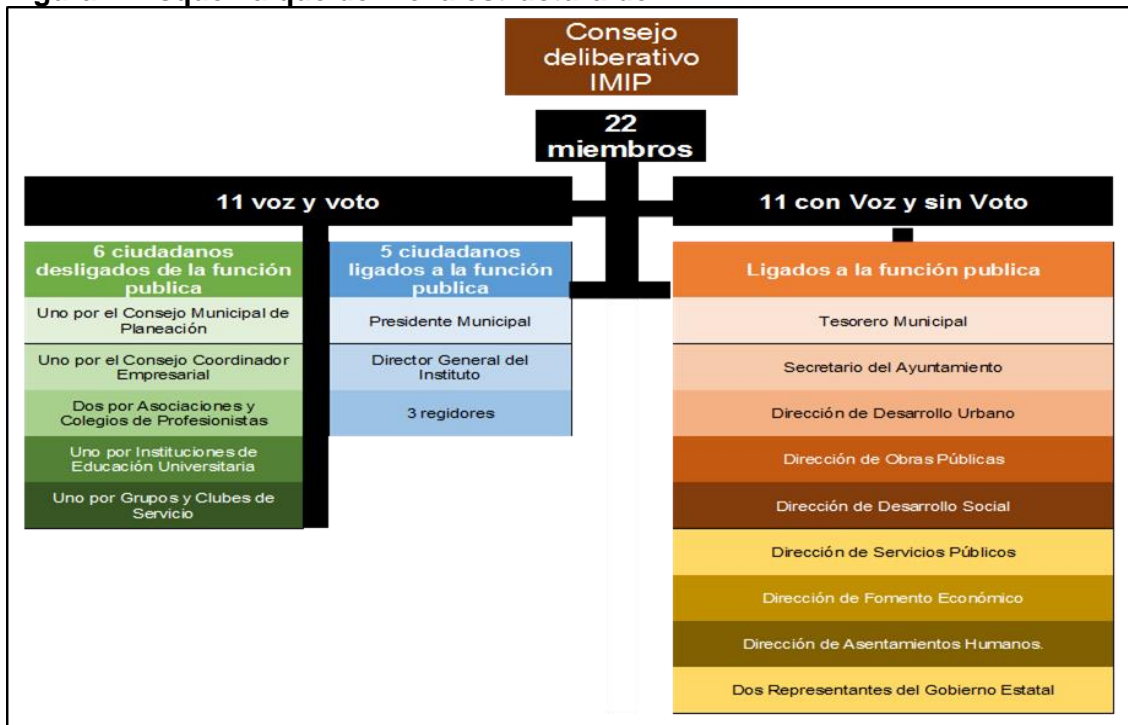 Consejo
deliberativo
IMIP
22
miembros
11 voz y voto
11 con Voz y sin Voto
6 ciudadanos
desligados de la función
publica
Uno por el Consejo Municipal de
Planeación
Uno por el Consejo Coordinador
Empresarial
Dos por Asociaciones y
Colegios de Profesionistas
Uno por Instituciones de
Educación Universitaria
Uno por Grupos y Clubes de
Servicio
5 ciudadanos
ligados a la función
publica
Presidente Municipal
Director General del
Instituto
3 regidores
Ligados a la función publica
Tesorero Municipal
Secretario del Ayuntamiento
Dirección de Desarrollo Urbano
Dirección de Obras Públicas
Dirección de Desarrollo Social
Dirección de Servicios Públicos
Dirección de Fomento Económico
Dirección de Asentamientos Humanos.
Dos Representantes del Gobierno Estatal